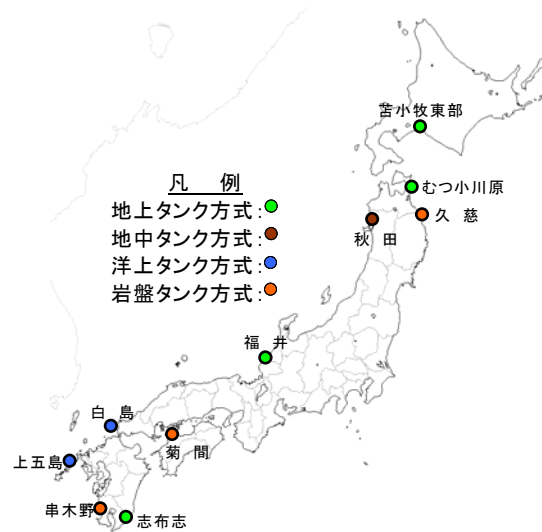 苫小牧東部
凡 例
地上タンク方式:
地中タンク方式:
洋上タンク方式:
岩盤タンク方式:
むつ小川原
久 慈
秋 田
福 井
白 島
菊 間
上五島
串木野
志布志